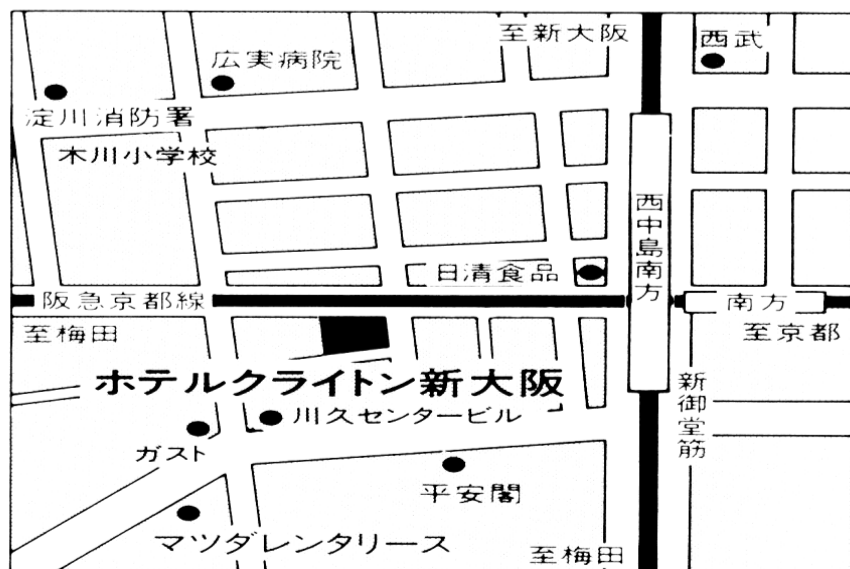 至新大阪
西武
広実病院
淀川消防署
木川小学校
西中島南方
日清食品
阪急京都線
南方
至梅田
至京都
ホテルクライトン新大阪
新御堂筋
川久センタービル
ガスト
平安閣
マツダレンタリース
至梅田